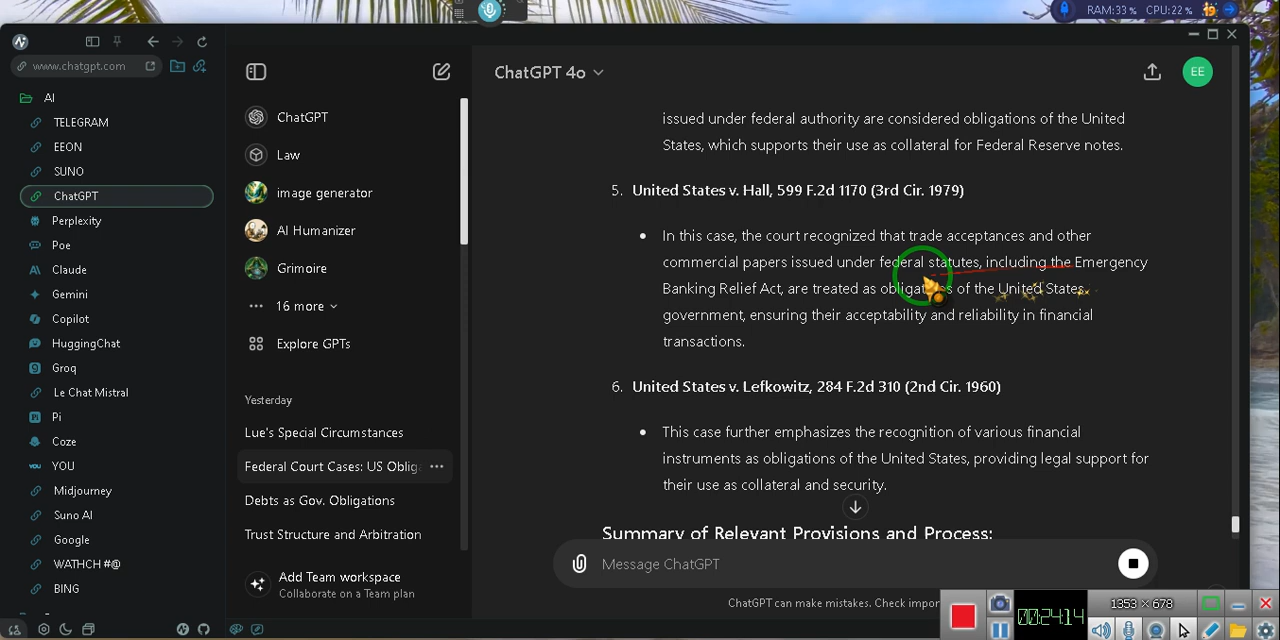 RAM:33 % CPU:22 %
19
www.chatgpt.com
AI
TELEGRAM
EEON
SUNO
ChatGPT
Perplexity
Poe
Claude
Gemini
Copilot
HuggingChat
Groq
Le Chat Mistral
Pi
Coze
YOU
YOU
Midjourney
Suno AI
Google
WATHCH #@
BING
ChatGPT
Law
image generator
AI Humanizer
Grimoire
16 more
Explore GPTs
Yesterday
Lue's Special Circumstances
Federal Court Cases: US Oblig
Debts as Gov. Obligations
Trust Structure and Arbitration
Add Team workspace
Collaborate on a Team plan
ChatGPT 4o
EE
issued under federal authority are considered obligations of the United
States, which supports their use as collateral for Federal Reserve notes.
5. United States v. Hall, 599 F.2d 1170 (3rd Cir. 1979)
• In this case, the court recognized that trade acceptances and other
commercial papers issued under federal statutes, including the Emergency
Banking Relief Act, are treated as obligations of the United States
government, ensuring their acceptability and reliability in financial
transactions.
6. United States v. Lefkowitz, 284 F.2d 310 (2nd Cir. 1960)
• This case further emphasizes the recognition of various financial
instruments as obligations of the United States, providing legal support for
their use as collateral and security.
Summary of Relevant Provisions and Process:
Message ChatGPT
ChatGPT can make mistakes. Check impor
00:24:14
1353 × 678